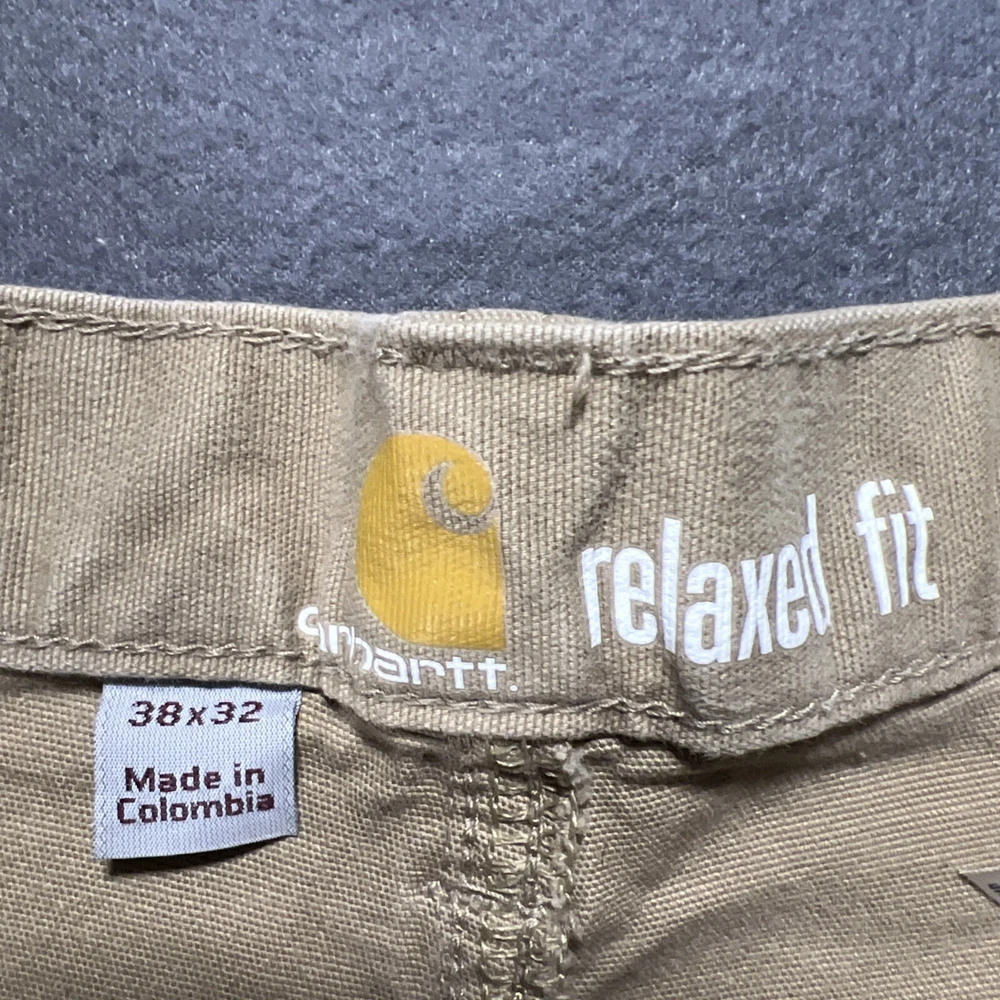 carhartt.
relaxed fit
38x32
Made in
Colombia